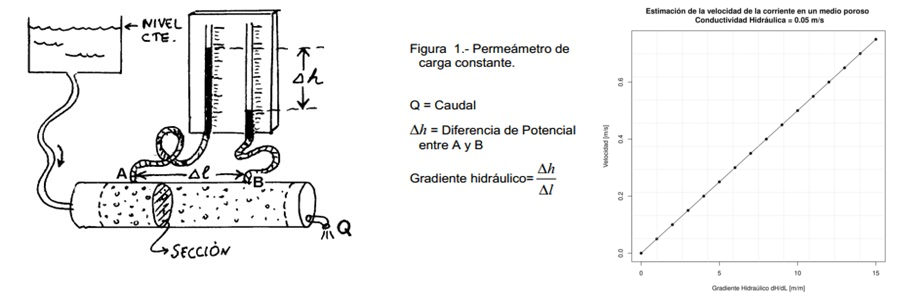 NIVEL
CTE.
Δh
A
Δl
B
Q
SECCIÓN
Figura 1.- Permeámetro de
carga constante.
Q = Caudal
Δh = Diferencia de Potencial
entre A y B
Gradiente hidráulico= Δh
Δl
Estimación de la velocidad de la corriente en un medio poroso
Conductividad Hidráulica = 0.05 m/s
Velocidad [m/s]
0.6
0.4
0.2
0.0
0 5 10 15
Gradiente Hidraúlico dH/dL [m/m]